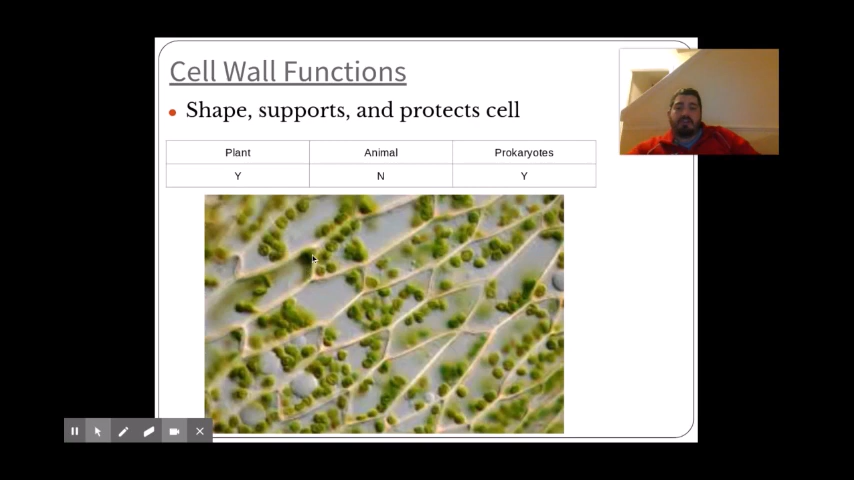 Cell Wall Functions
• Shape, supports, and protects cell
Plant Animal Prokaryotes
Y N Y